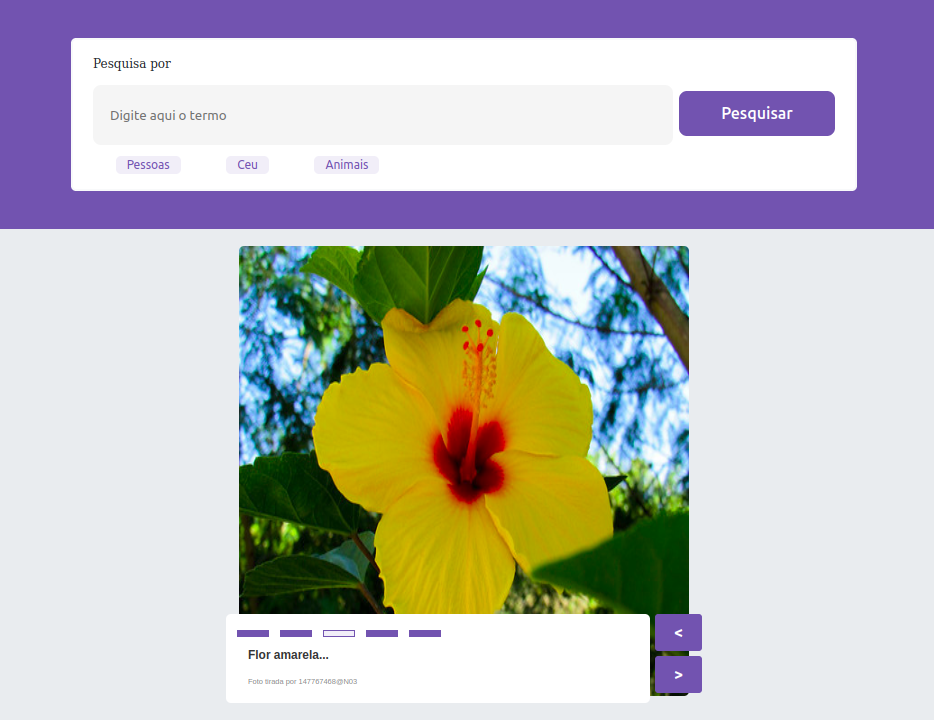 Pesquisa por
Digite aqui o termo
Pesquisar
Pessoas
Ceu
Animais
<
Flor amarela...
>
Foto tirada por 147767468@N03